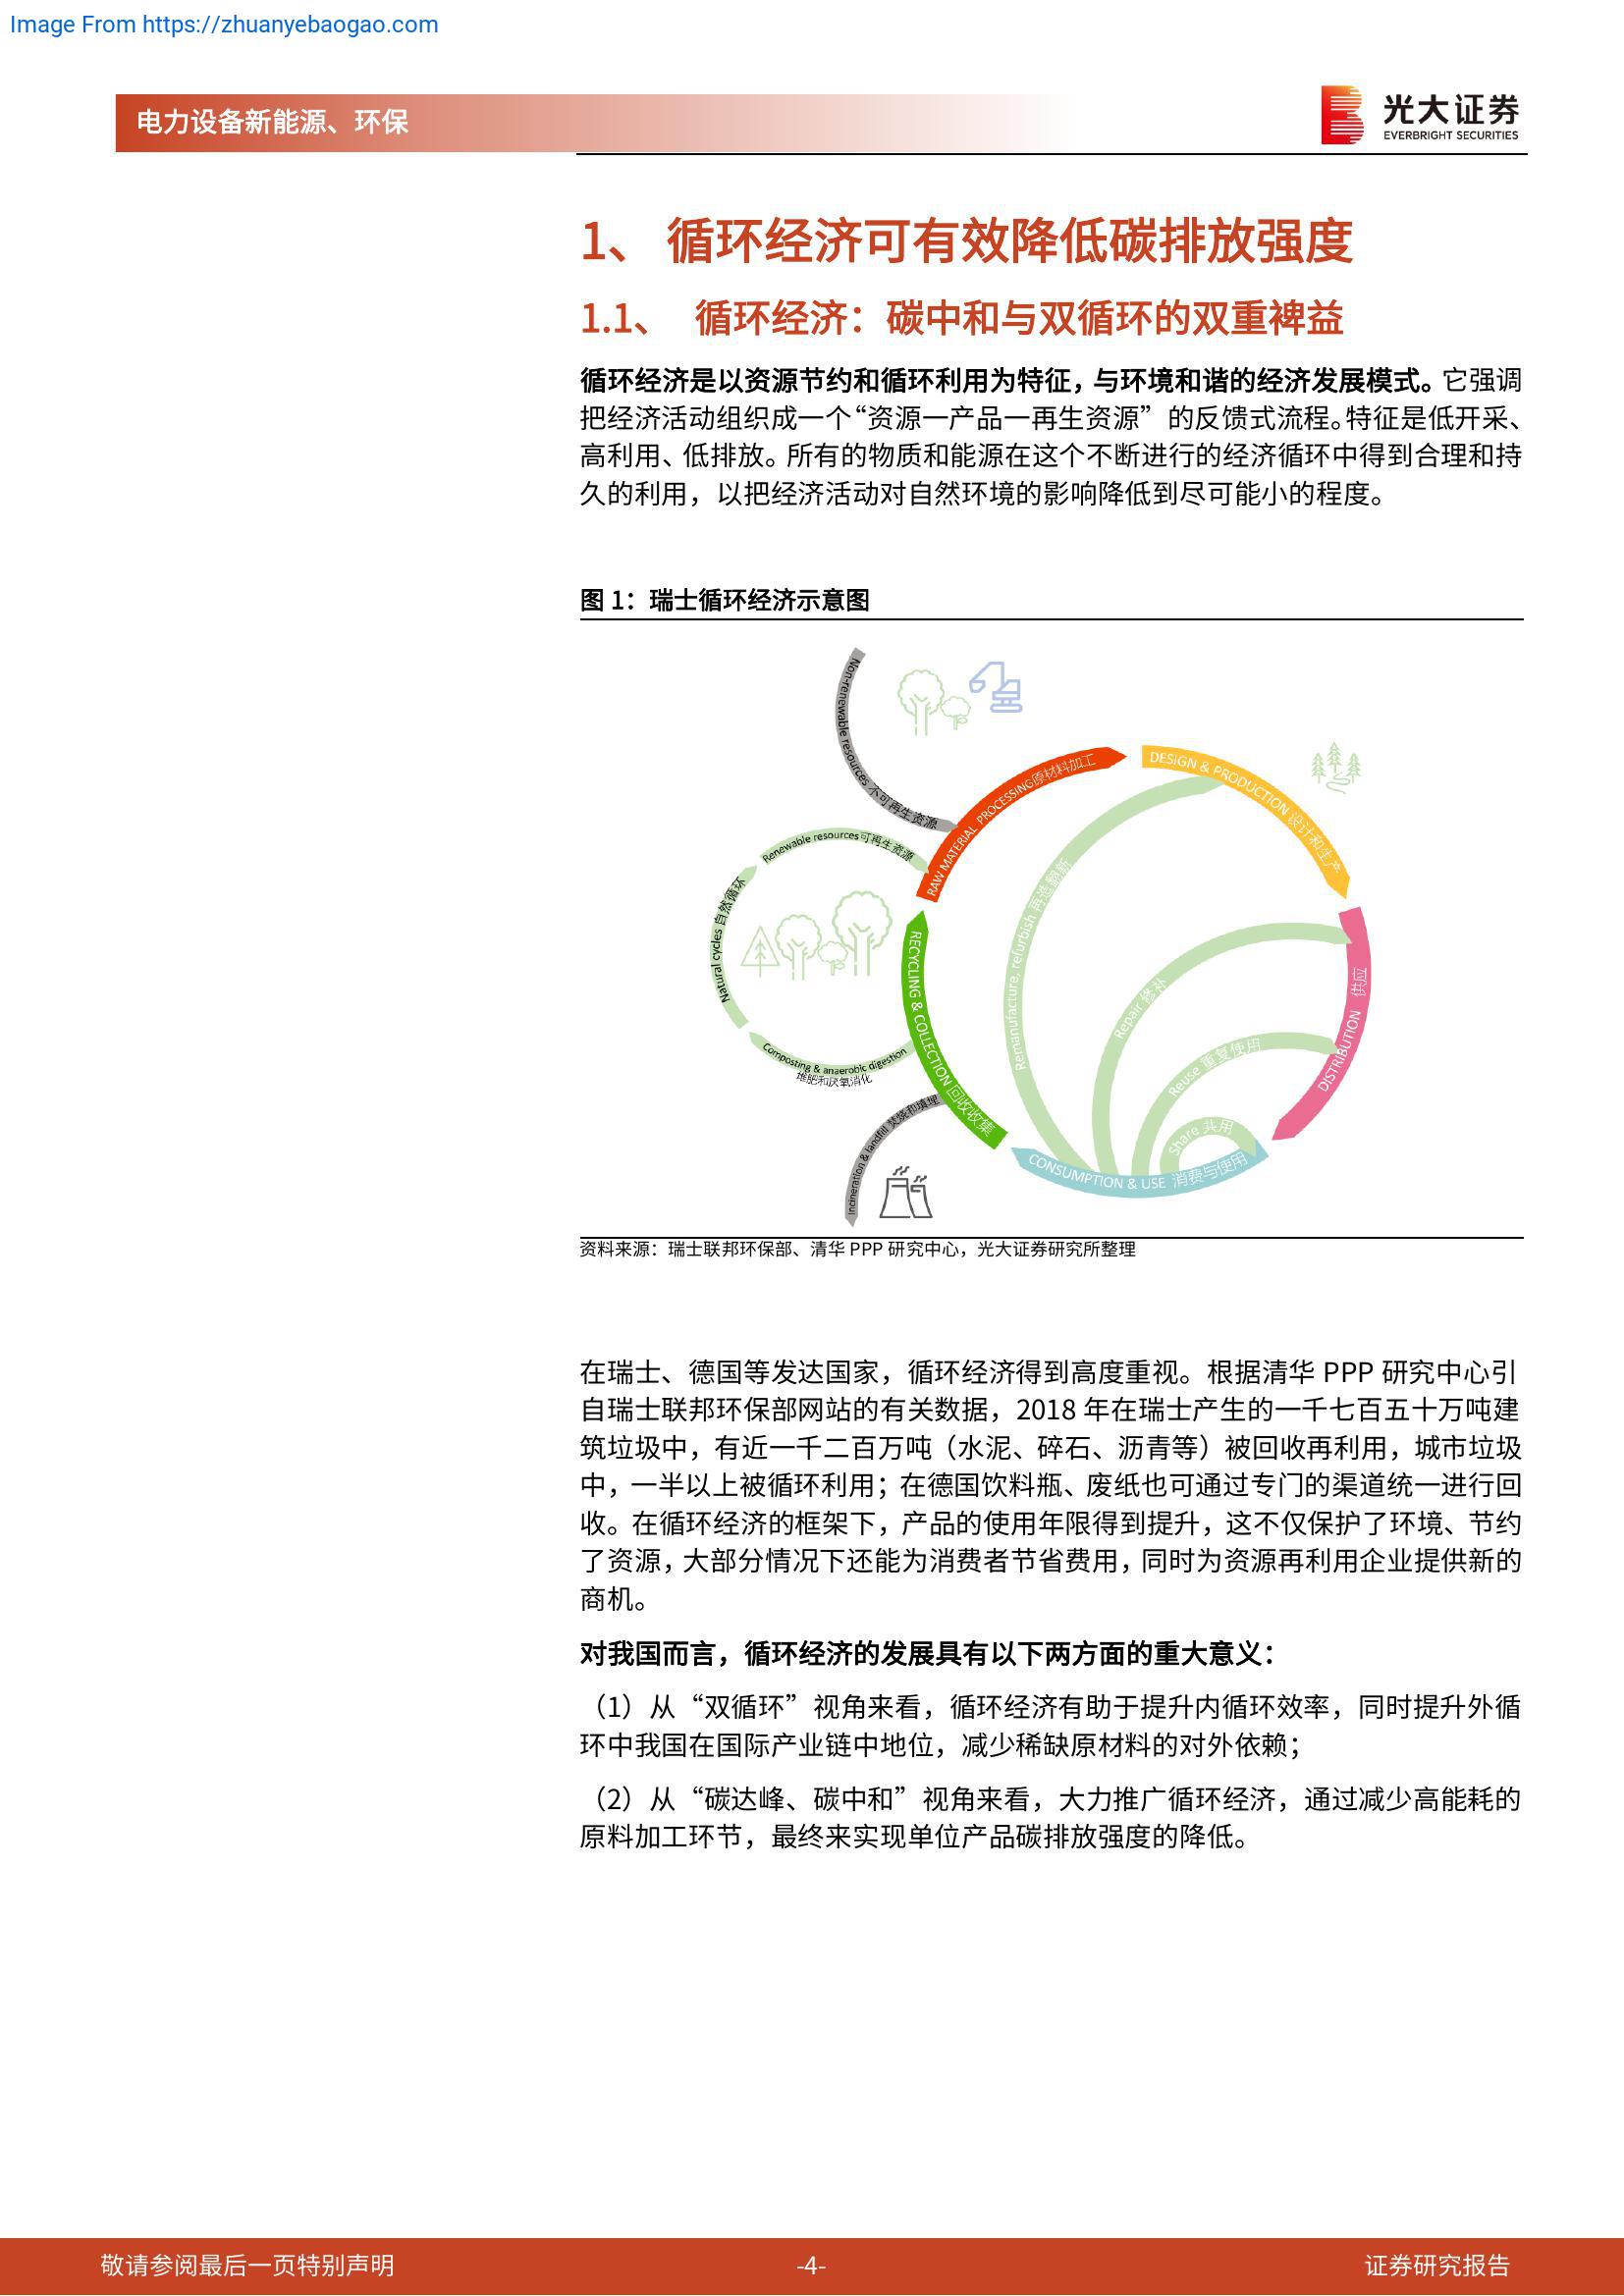 Image From https://zhuanyebaogao.com
电力设备新能源、环保
光大证券
EVERBRIGHT SECURITIES
1、 循环经济可有效降低碳排放强度
1.1、 循环经济：碳中和与双循环的双重裨益
循环经济是以资源节约和循环利用为特征，与环境和谐的经济发展模式。它强调
把经济活动组织成一个“资源—产品—再生资源”的反馈式流程。特征是低开采、
高利用、低排放。所有的物质和能源在这个不断进行的经济循环中得到合理和持
久的利用，以把经济活动对自然环境的影响降低到尽可能小的程度。
图 1：瑞士循环经济示意图
Non-renewable resources 不可再生资源
RAW MATERIAL PROCESSING原材料加工
DESIGN & PRODUCTION 设计和生产
Renewable resources可再生资源
Natural cycles 自然循环
Composting & anaerobic digestion
堆肥和厌氧消化
RECYCLING & COLLECTION 回收收集
Incineration & landfill 焚烧和填埋
Remanufacture, refurbish 再造翻新
Repair 修补
Reuse 重复使用
Share 共用
DISTRIBUTION 供应
CONSUMPTION & USE 消费与使用
资料来源：瑞士联邦环保部、清华 PPP 研究中心，光大证券研究所整理
在瑞士、德国等发达国家，循环经济得到高度重视。根据清华 PPP 研究中心引
自瑞士联邦环保部网站的有关数据，2018 年在瑞士产生的一千七百五十万吨建
筑垃圾中，有近一千二百万吨（水泥、碎石、沥青等）被回收再利用，城市垃圾
中，一半以上被循环利用；在德国饮料瓶、废纸也可通过专门的渠道统一进行回
收。在循环经济的框架下，产品的使用年限得到提升，这不仅保护了环境、节约
了资源，大部分情况下还能为消费者节省费用，同时为资源再利用企业提供新的
商机。
对我国而言，循环经济的发展具有以下两方面的重大意义：
（1）从“双循环”视角来看，循环经济有助于提升内循环效率，同时提升外循
环中我国在国际产业链中地位，减少稀缺原材料的对外依赖；
（2）从“碳达峰、碳中和”视角来看，大力推广循环经济，通过减少高能耗的
原料加工环节，最终来实现单位产品碳排放强度的降低。
敬请参阅最后一页特别声明
-4-
证券研究报告